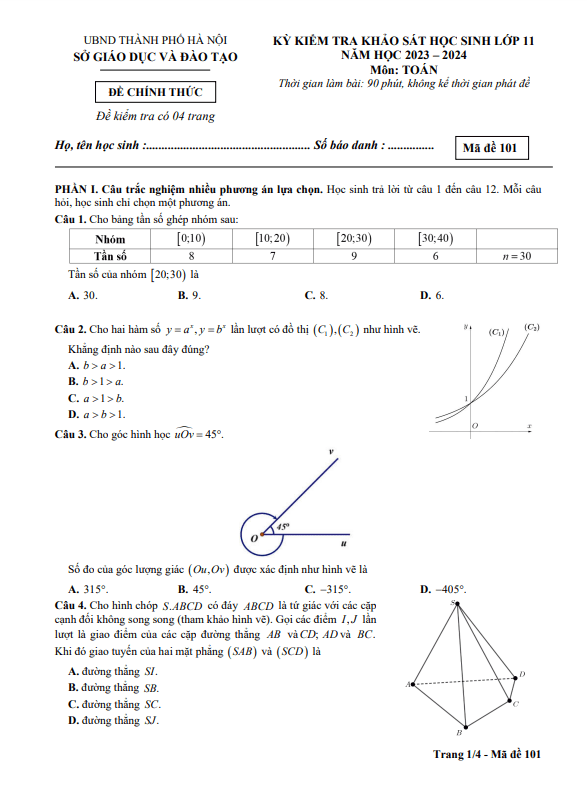 UBND THÀNH PHỐ HÀ NỘI
SỞ GIÁO DỤC VÀ ĐÀO TẠO
ĐỀ CHÍNH THỨC
Đề kiểm tra có 04 trang
KỲ KIỂM TRA KHẢO SÁT HỌC SINH LỚP 11
NĂM HỌC 2023 – 2024
Môn: TOÁN
Thời gian làm bài: 90 phút, không kể thời gian phát đề
Họ, tên học sinh :...................................................... Số báo danh : ...............
Mã đề 101
PHẦN I. Câu trắc nghiệm nhiều phương án lựa chọn. Học sinh trả lời từ câu 1 đến câu 12. Mỗi câu
hỏi, học sinh chỉ chọn một phương án.
Câu 1. Cho bảng tần số ghép nhóm sau:
Nhóm [0;10) [10;20) [20;30) [30;40)
Tần số 8 7 9 6 n = 30
Tần số của nhóm [20;30) là
A. 30. B. 9. C. 8. D. 6.
Câu 2. Cho hai hàm số y = aˣ, y = bˣ lần lượt có đồ thị (C₁),(C₂) như hình vẽ.
Khẳng định nào sau đây đúng?
A. b > a > 1.
B. b > 1 > a.
C. a > 1 > b.
D. a > b > 1.
y (C₁) (C₂)
1
O x
Câu 3. Cho góc hình học uOv = 45°.
v
45°
O
u
Số đo của góc lượng giác (Ou,Ov) được xác định như hình vẽ là
A. 315°. B. 45°. C. −315°. D. −405°.
Câu 4. Cho hình chóp S.ABCD có đáy ABCD là tứ giác với các cặp
cạnh đối không song song (tham khảo hình vẽ). Gọi các điểm I,J lần
lượt là giao điểm của các cặp đường thẳng AB và CD; AD và BC.
Khi đó giao tuyến của hai mặt phẳng (SAB) và (SCD) là
A. đường thẳng SI.
B. đường thẳng SB.
C. đường thẳng SC.
D. đường thẳng SJ.
S
A
D
C
B
Trang 1/4 - Mã đề 101